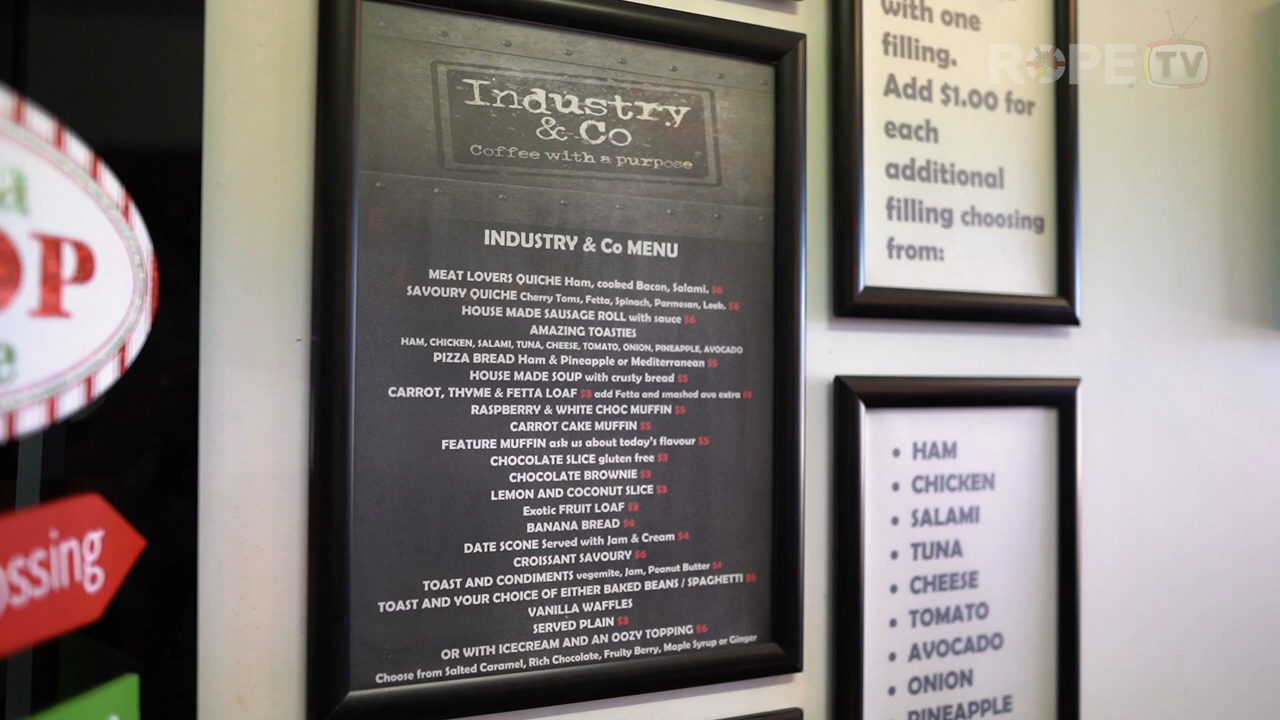 Industry
& Co
Coffee with a purpose
INDUSTRY & Co MENU
MEAT LOVERS QUICHE Ham, cooked Bacon, Salami. $6
SAVOURY QUICHE Cherry Toms, Fetta, Spinach, Parmesan, Leek. $6
HOUSE MADE SAUSAGE ROLL with sauce $6
AMAZING TOASTIES
HAM, CHICKEN, SALAMI, TUNA, CHEESE, TOMATO, ONION, PINEAPPLE, AVOCADO
PIZZA BREAD Ham & Pineapple or Mediterranean $5
HOUSE MADE SOUP with crusty bread $5
CARROT, THYME & FETTA LOAF $3 add Fetta and smashed avo extra $3
RASPBERRY & WHITE CHOC MUFFIN $5
CARROT CAKE MUFFIN $5
FEATURE MUFFIN ask us about today's flavour $5
CHOCOLATE SLICE gluten free $3
CHOCOLATE BROWNIE $3
LEMON AND COCONUT SLICE $3
Exotic FRUIT LOAF $3
BANANA BREAD $4
DATE SCONE Served with Jam & Cream $4
CROISSANT SAVOURY $6
TOAST AND CONDIMENTS vegemite, Jam, Peanut Butter $4
TOAST AND YOUR CHOICE OF EITHER BAKED BEANS / SPAGHETTI $5
VANILLA WAFFLES
SERVED PLAIN $3
OR WITH ICECREAM AND AN OOZY TOPPING $6
Choose from Salted Caramel, Rich Chocolate, Fruity Berry, Maple Syrup or Ginger
with one
filling.
Add $1.00 for
each
additional
filling choosing
from:
• HAM
• CHICKEN
• SALAMI
• TUNA
• CHEESE
• TOMATO
• AVOCADO
• ONION
PINEAPPLE
a
OP
e
ossing
ROPE TV